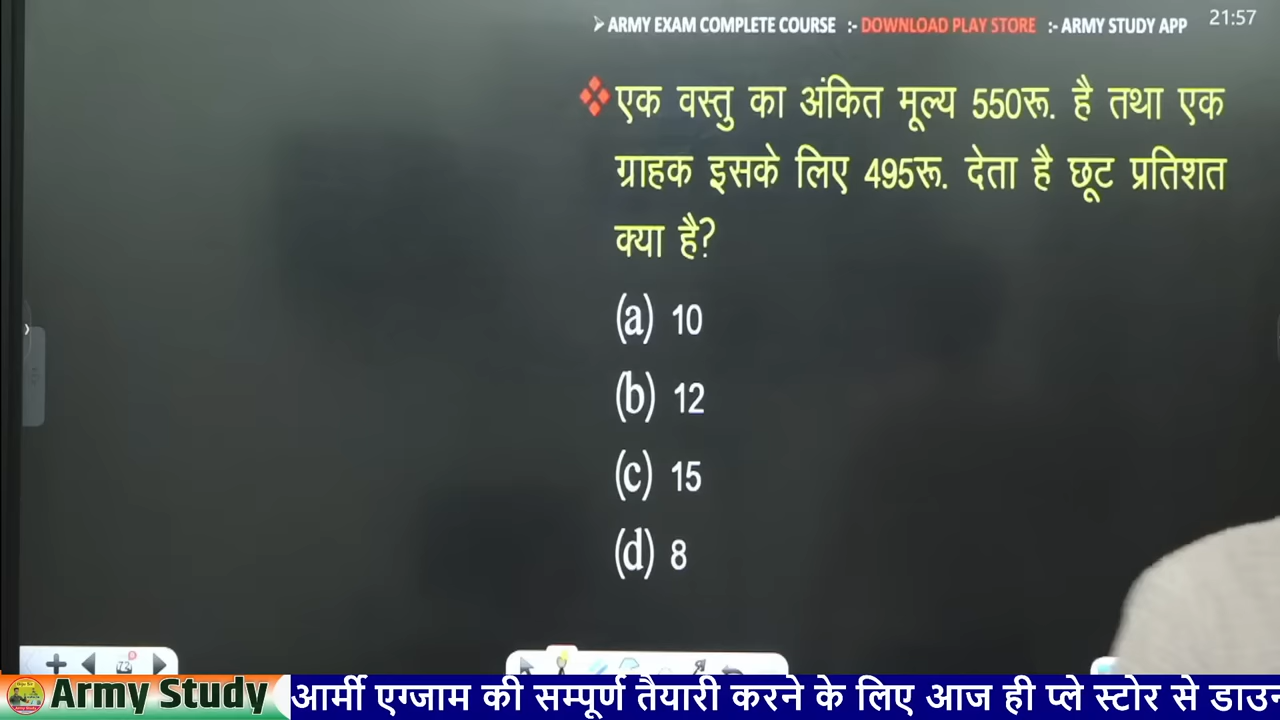 ➢ ARMY EXAM COMPLETE COURSE :- DOWNLOAD PLAY STORE :- ARMY STUDY APP 21:57
❖ एक वस्तु का अंकित मूल्य 550रू. है तथा एक
ग्राहक इसके लिए 495रू. देता है छूट प्रतिशत
क्या है?
(a) 10
(b) 12
(c) 15
(d) 8
Army Study आर्मी एग्जाम की सम्पूर्ण तैयारी करने के लिए आज ही प्ले स्टोर से